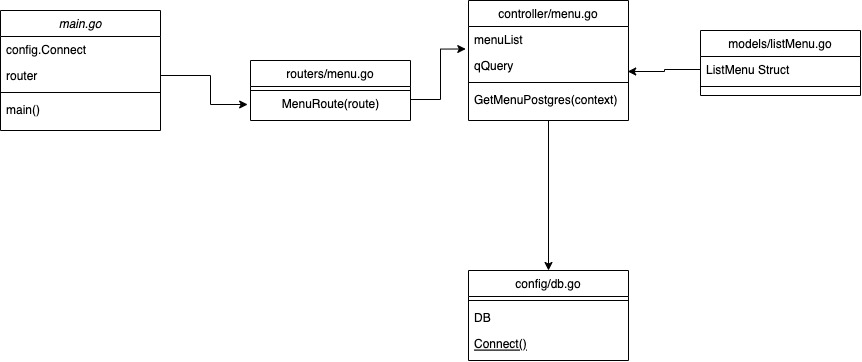 main.go
config.Connect
router
main()
routers/menu.go
MenuRoute(route)
controller/menu.go
menuList
qQuery
GetMenuPostgres(context)
models/listMenu.go
ListMenu Struct
config/db.go
DB
Connect()